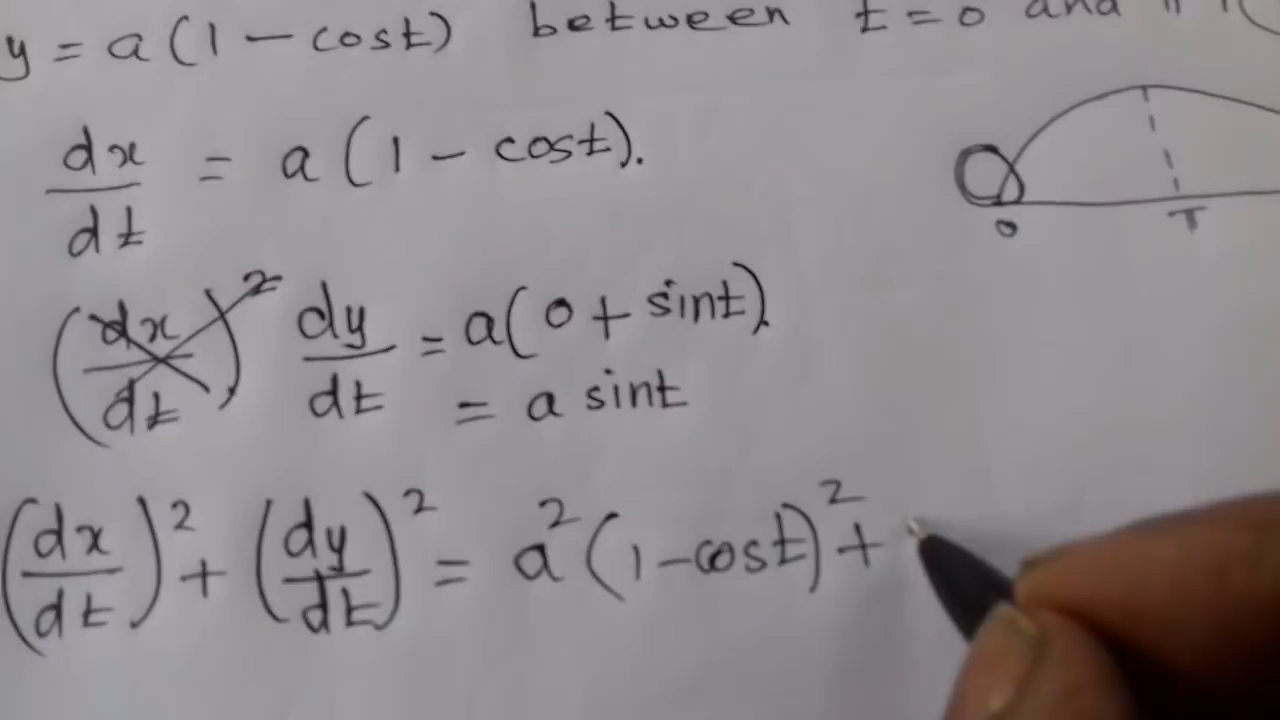 y = a(1 - cost) between t = 0 and
dx/dt = a(1 - cost).
(dx/dt)² dy/dt = a(0 + sint).
= a sint
0 T
(dx/dt)² + (dy/dt)² = a²(1-cost)² +